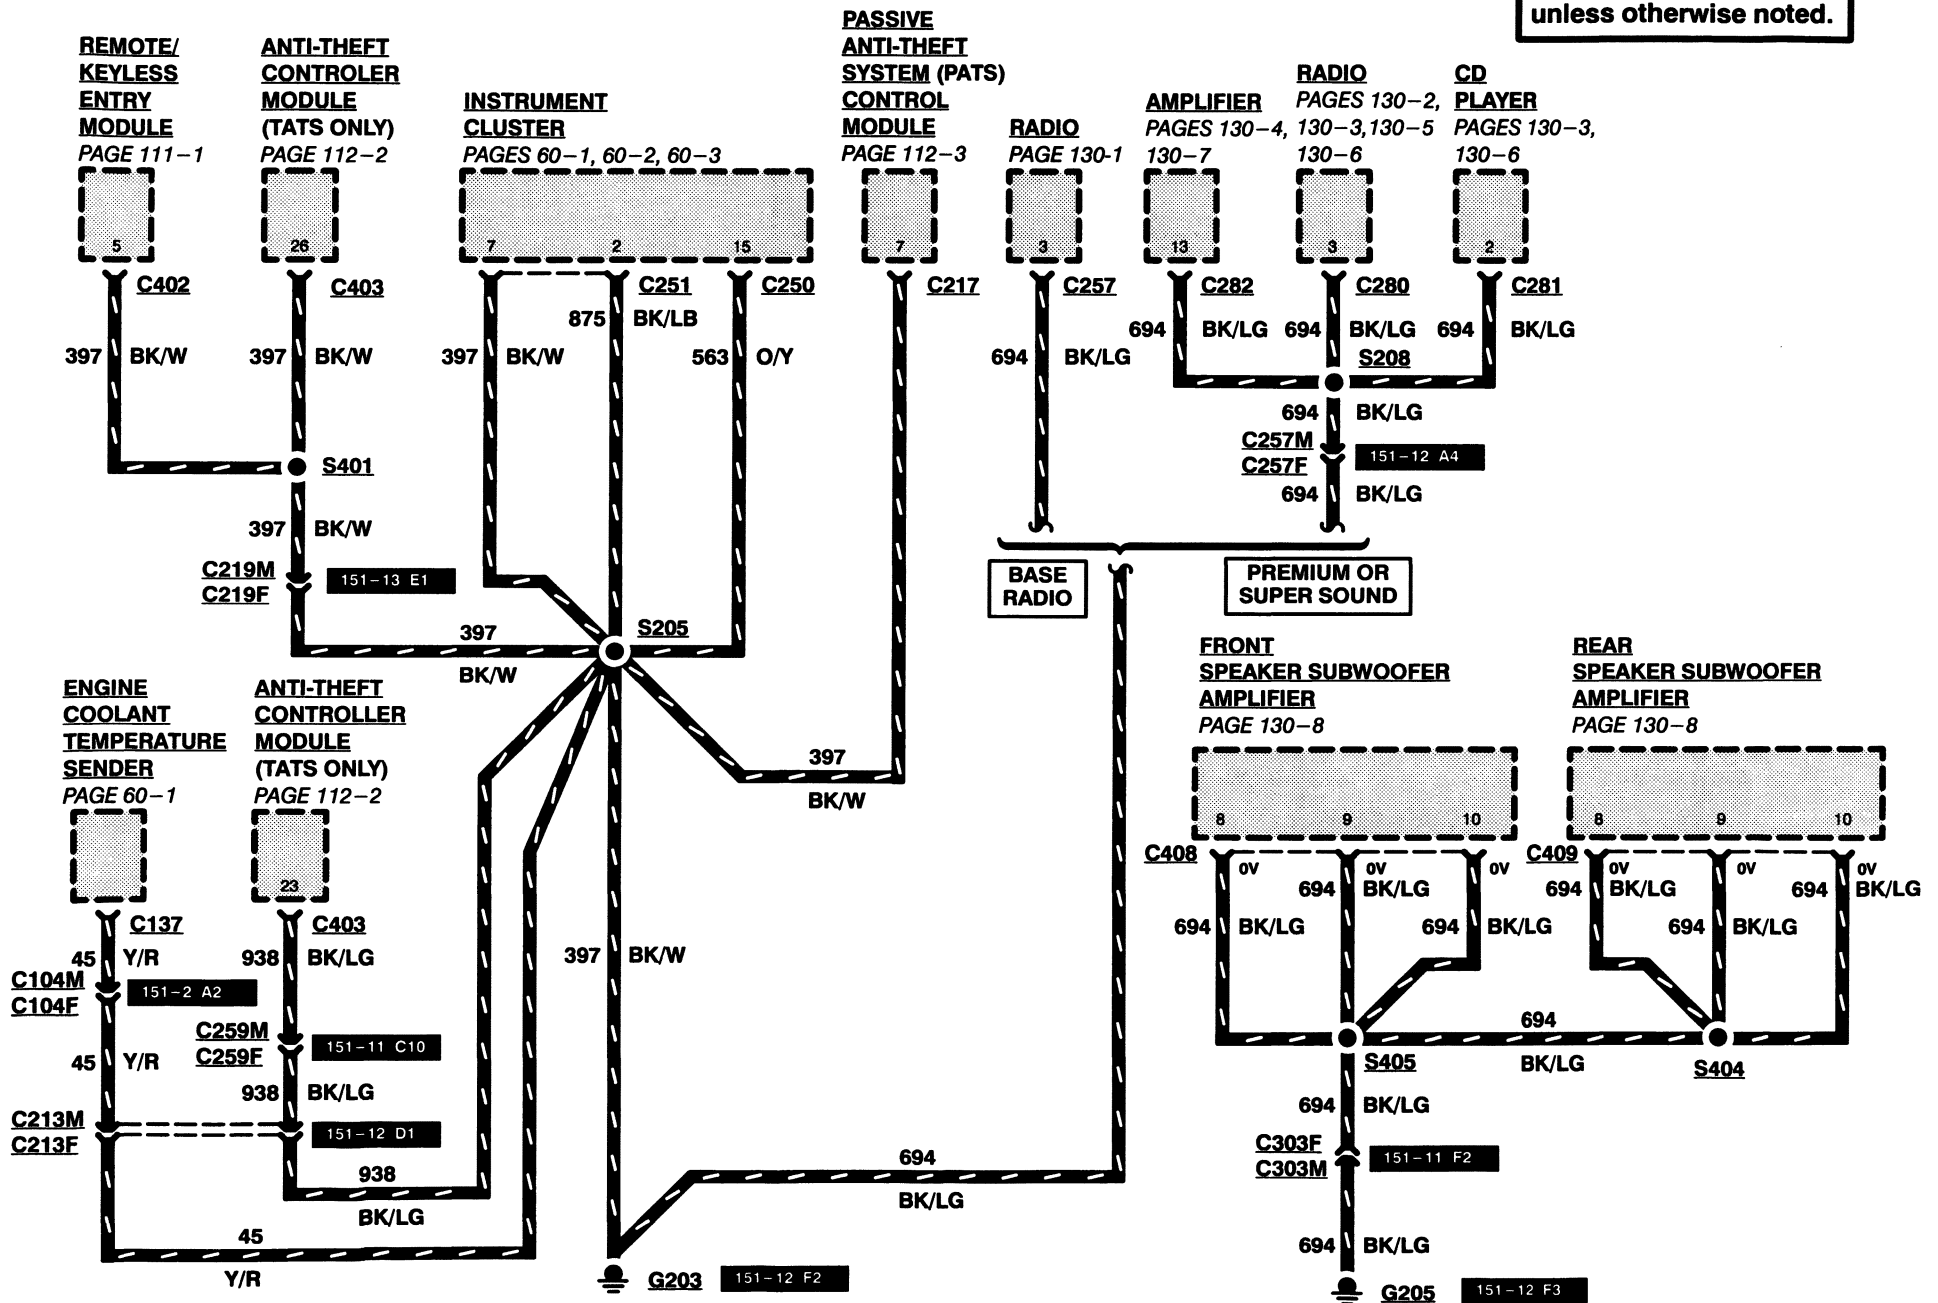 unless otherwise noted.
REMOTE/
KEYLESS
ENTRY
MODULE
PAGE 111–1
ANTI-THEFT
CONTROLER
MODULE
(TATS ONLY)
PAGE 112–2
INSTRUMENT
CLUSTER
PAGES 60–1, 60–2, 60–3
PASSIVE
ANTI-THEFT
SYSTEM (PATS)
CONTROL
MODULE
PAGE 112–3
RADIO
PAGE 130-1
AMPLIFIER
PAGES 130–4,
130–7
RADIO
PAGES 130–2,
130–3,130–5
130–6
CD
PLAYER
PAGES 130–3,
130–6
5
26
7
2
15
7
3
13
3
2
C402
C403
C251
C250
C217
C257
C282
C280
C281
875 BK/LB
694 BK/LG
694 BK/LG
694 BK/LG
397 BK/W
397 BK/W
397 BK/W
563 O/Y
694 BK/LG
S208
694 BK/LG
C257M
C257F
151–12 A4
694 BK/LG
S401
397 BK/W
C219M
C219F
151–13 E1
BASE
RADIO
PREMIUM OR
SUPER SOUND
397
BK/W
S205
397
BK/W
ENGINE
COOLANT
TEMPERATURE
SENDER
PAGE 60–1
ANTI-THEFT
CONTROLLER
MODULE
(TATS ONLY)
PAGE 112–2
FRONT
SPEAKER SUBWOOFER
AMPLIFIER
PAGE 130–8
REAR
SPEAKER SUBWOOFER
AMPLIFIER
PAGE 130–8
8
9
10
8
9
10
23
C408
0V
0V
0V
C409
0V
0V
0V
694 BK/LG
694 BK/LG
694 BK/LG
694 BK/LG
694 BK/LG
694 BK/LG
C137
C403
45 Y/R
938 BK/LG
397 BK/W
C104M
C104F
151–2 A2
C259M
C259F
151–11 C10
45 Y/R
938 BK/LG
694
BK/LG
S405
S404
C213M
C213F
151–12 D1
694 BK/LG
C303F
C303M
151–11 F2
938
BK/LG
694
BK/LG
45
Y/R
694 BK/LG
G203
151–12 F2
G205
151–12 F3